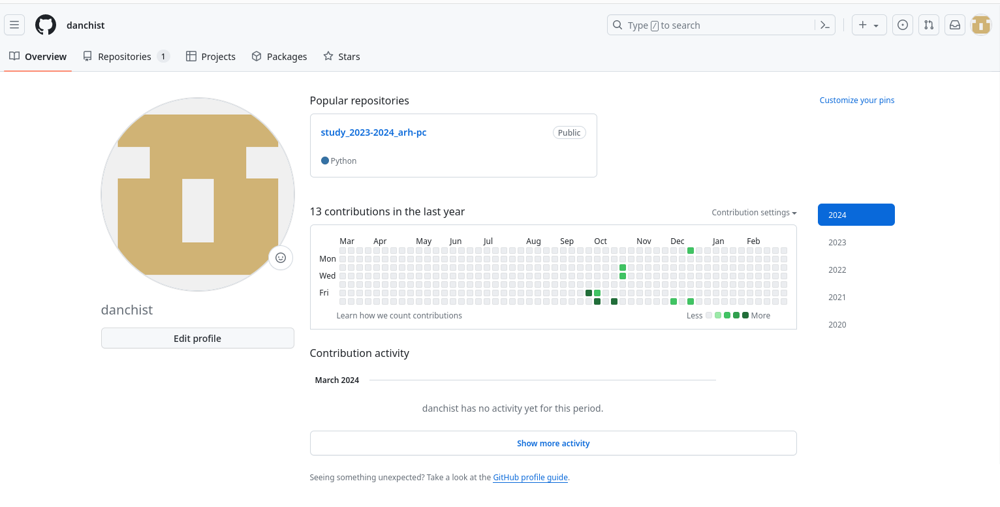 danchist
Type / to search
Overview
Repositories 1
Projects
Packages
Stars
danchist
Edit profile
Popular repositories
Customize your pins
study_2023-2024_arh-pc
Public
Python
13 contributions in the last year
Contribution settings
2024
2023
2022
2021
2020
Mar Apr May Jun Jul Aug Sep Oct Nov Dec Jan Feb
Mon
Wed
Fri
Learn how we count contributions
Less More
Contribution activity
March 2024
danchist has no activity yet for this period.
Show more activity
Seeing something unexpected? Take a look at the GitHub profile guide.